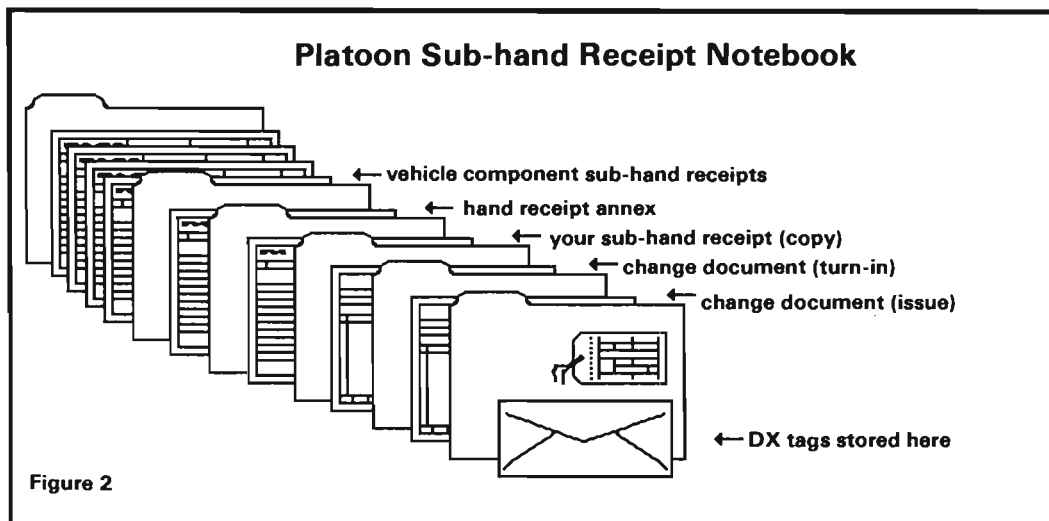 Platoon Sub-hand Receipt Notebook
vehicle component sub-hand receipts
hand receipt annex
your sub-hand receipt (copy)
change document (turn-in)
change document (issue)
DX tags stored here
Figure 2